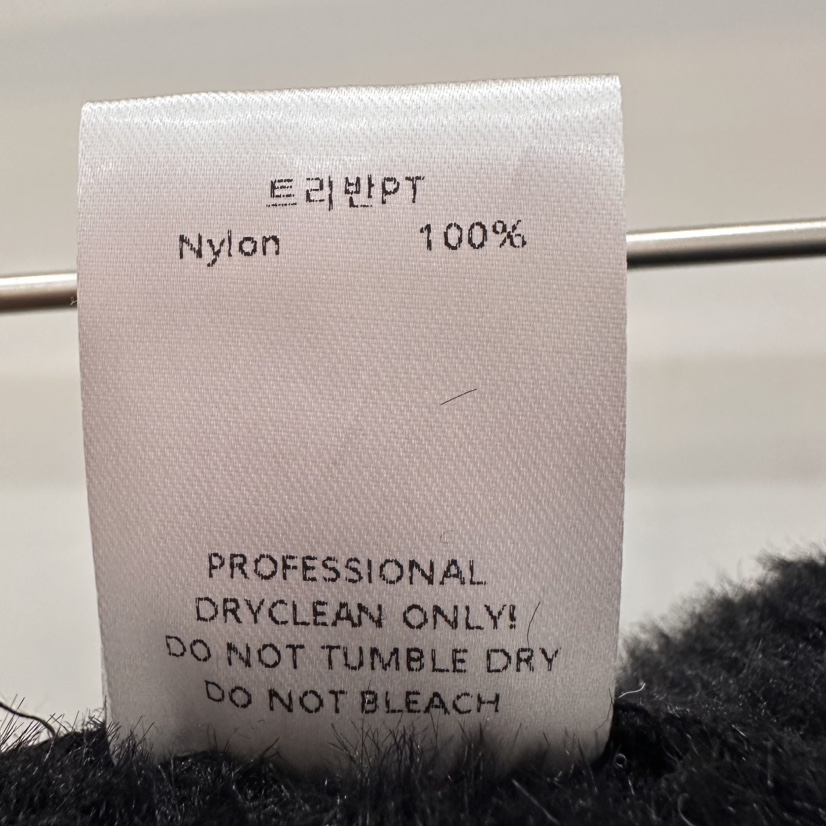 트리반PT
Nylon 100%
PROFESSIONAL
DRYCLEAN ONLY!
DO NOT TUMBLE DRY
DO NOT BLEACH